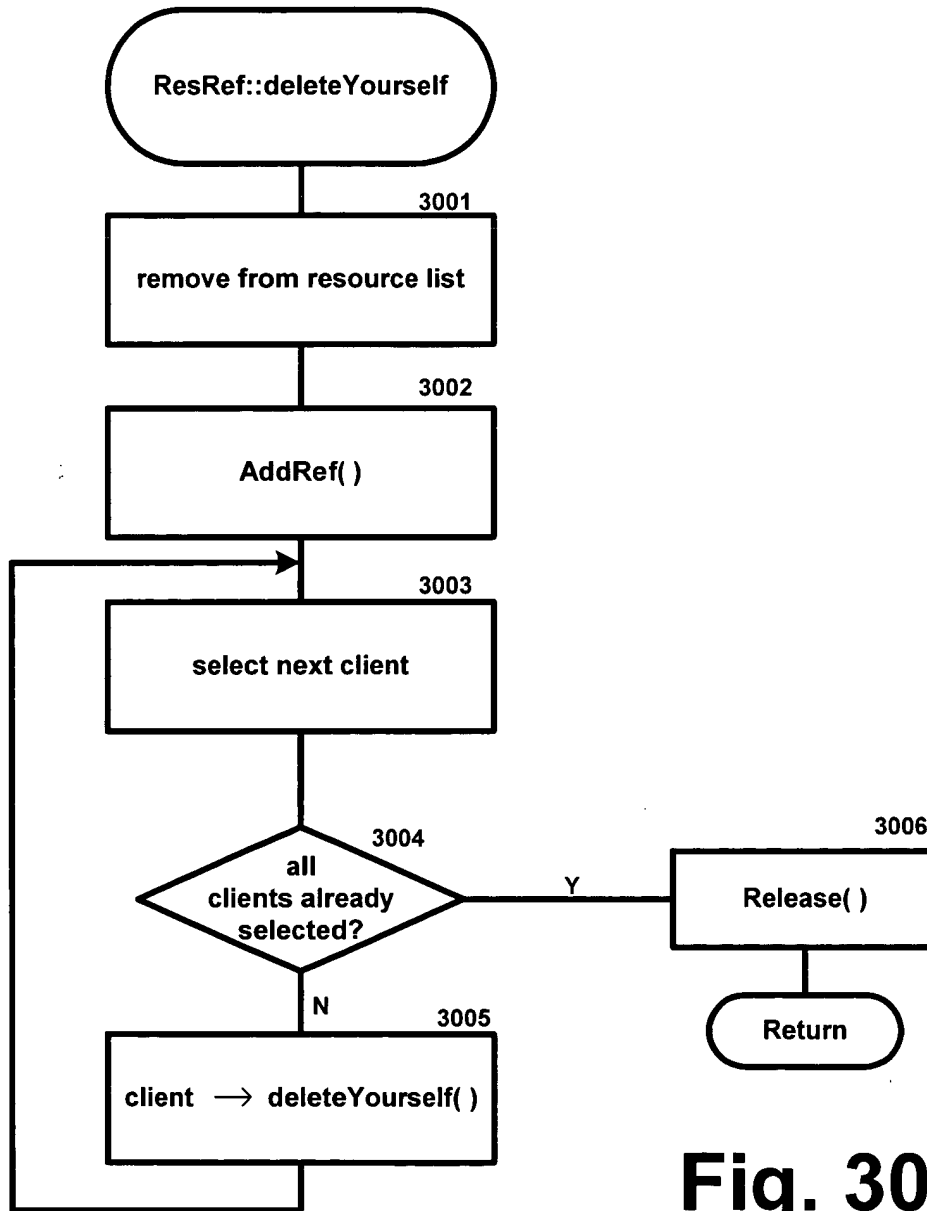 ResRef::deleteYourself
3001
remove from resource list
3002
AddRef( )
3003
select next client
3004
all
clients already
selected?
Y
3006
Release( )
Return
N
3005
client → deleteYourself( )
Fig. 30